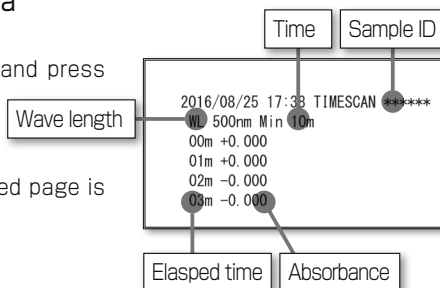 a
Time
Sample ID
and press
Wave length
2016/08/25 17:38 TIMESCAN ******
WL 500nm Min 10m
00m +0.000
01m +0.000
02m -0.000
03m -0.000
ed page is
Elasped time
Absorbance